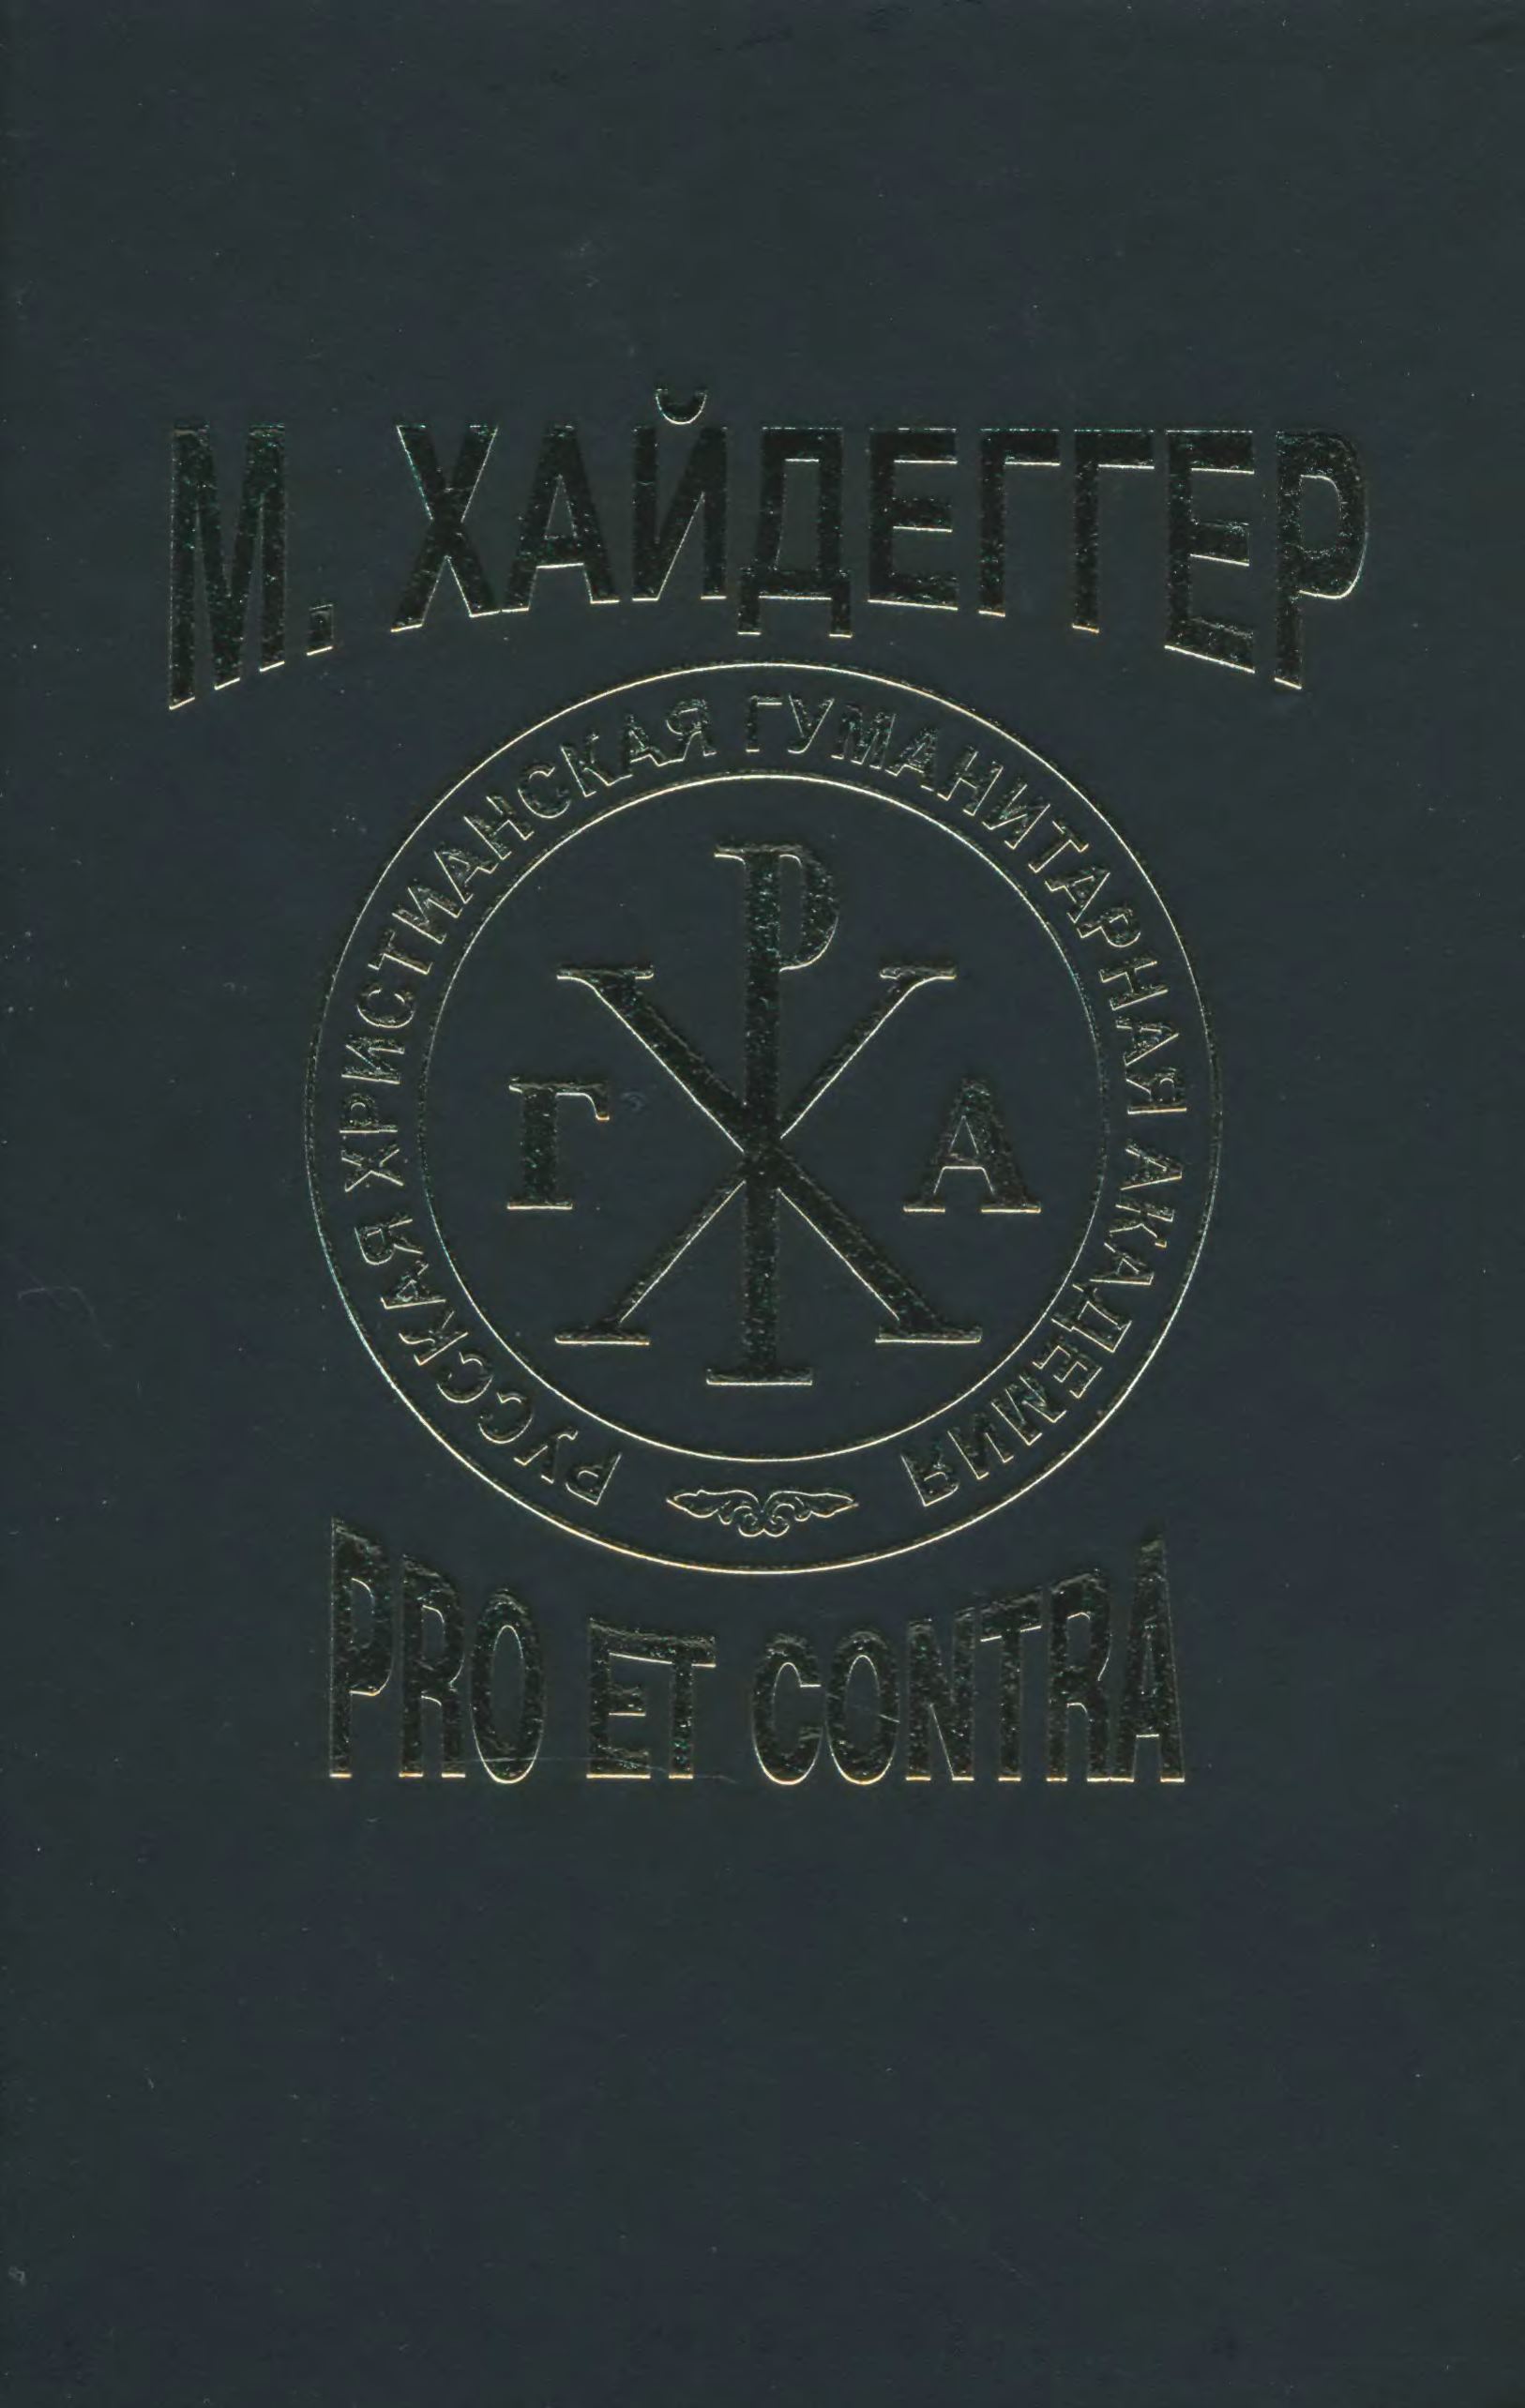 М. ХАЙДЕГГЕР
РУССКАЯ ХРИСТИАНСКАЯ ГУМАНИТАРНАЯ АКАДЕМИЯ
Р
Г Х А
PRO ET CONTRA